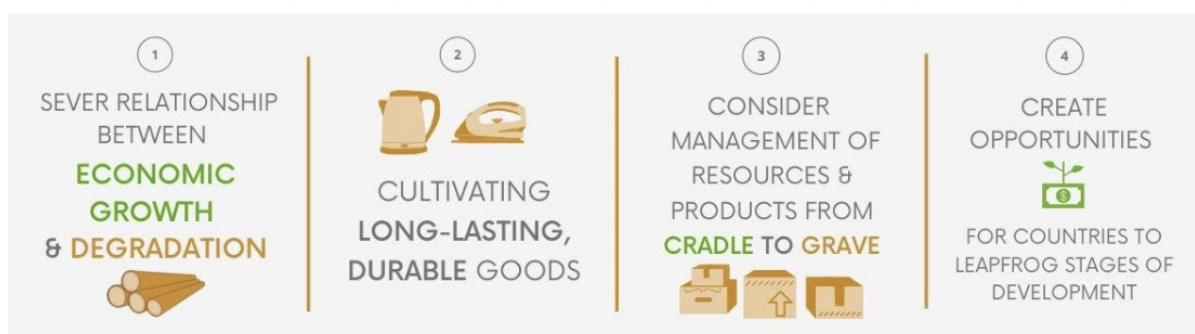 1
SEVER RELATIONSHIP
BETWEEN
ECONOMIC
GROWTH
& DEGRADATION
2
CULTIVATING
LONG-LASTING,
DURABLE GOODS
3
CONSIDER
MANAGEMENT OF
RESOURCES &
PRODUCTS FROM
CRADLE TO GRAVE
4
CREATE
OPPORTUNITIES
$
FOR COUNTRIES TO
LEAPFROG STAGES OF
DEVELOPMENT